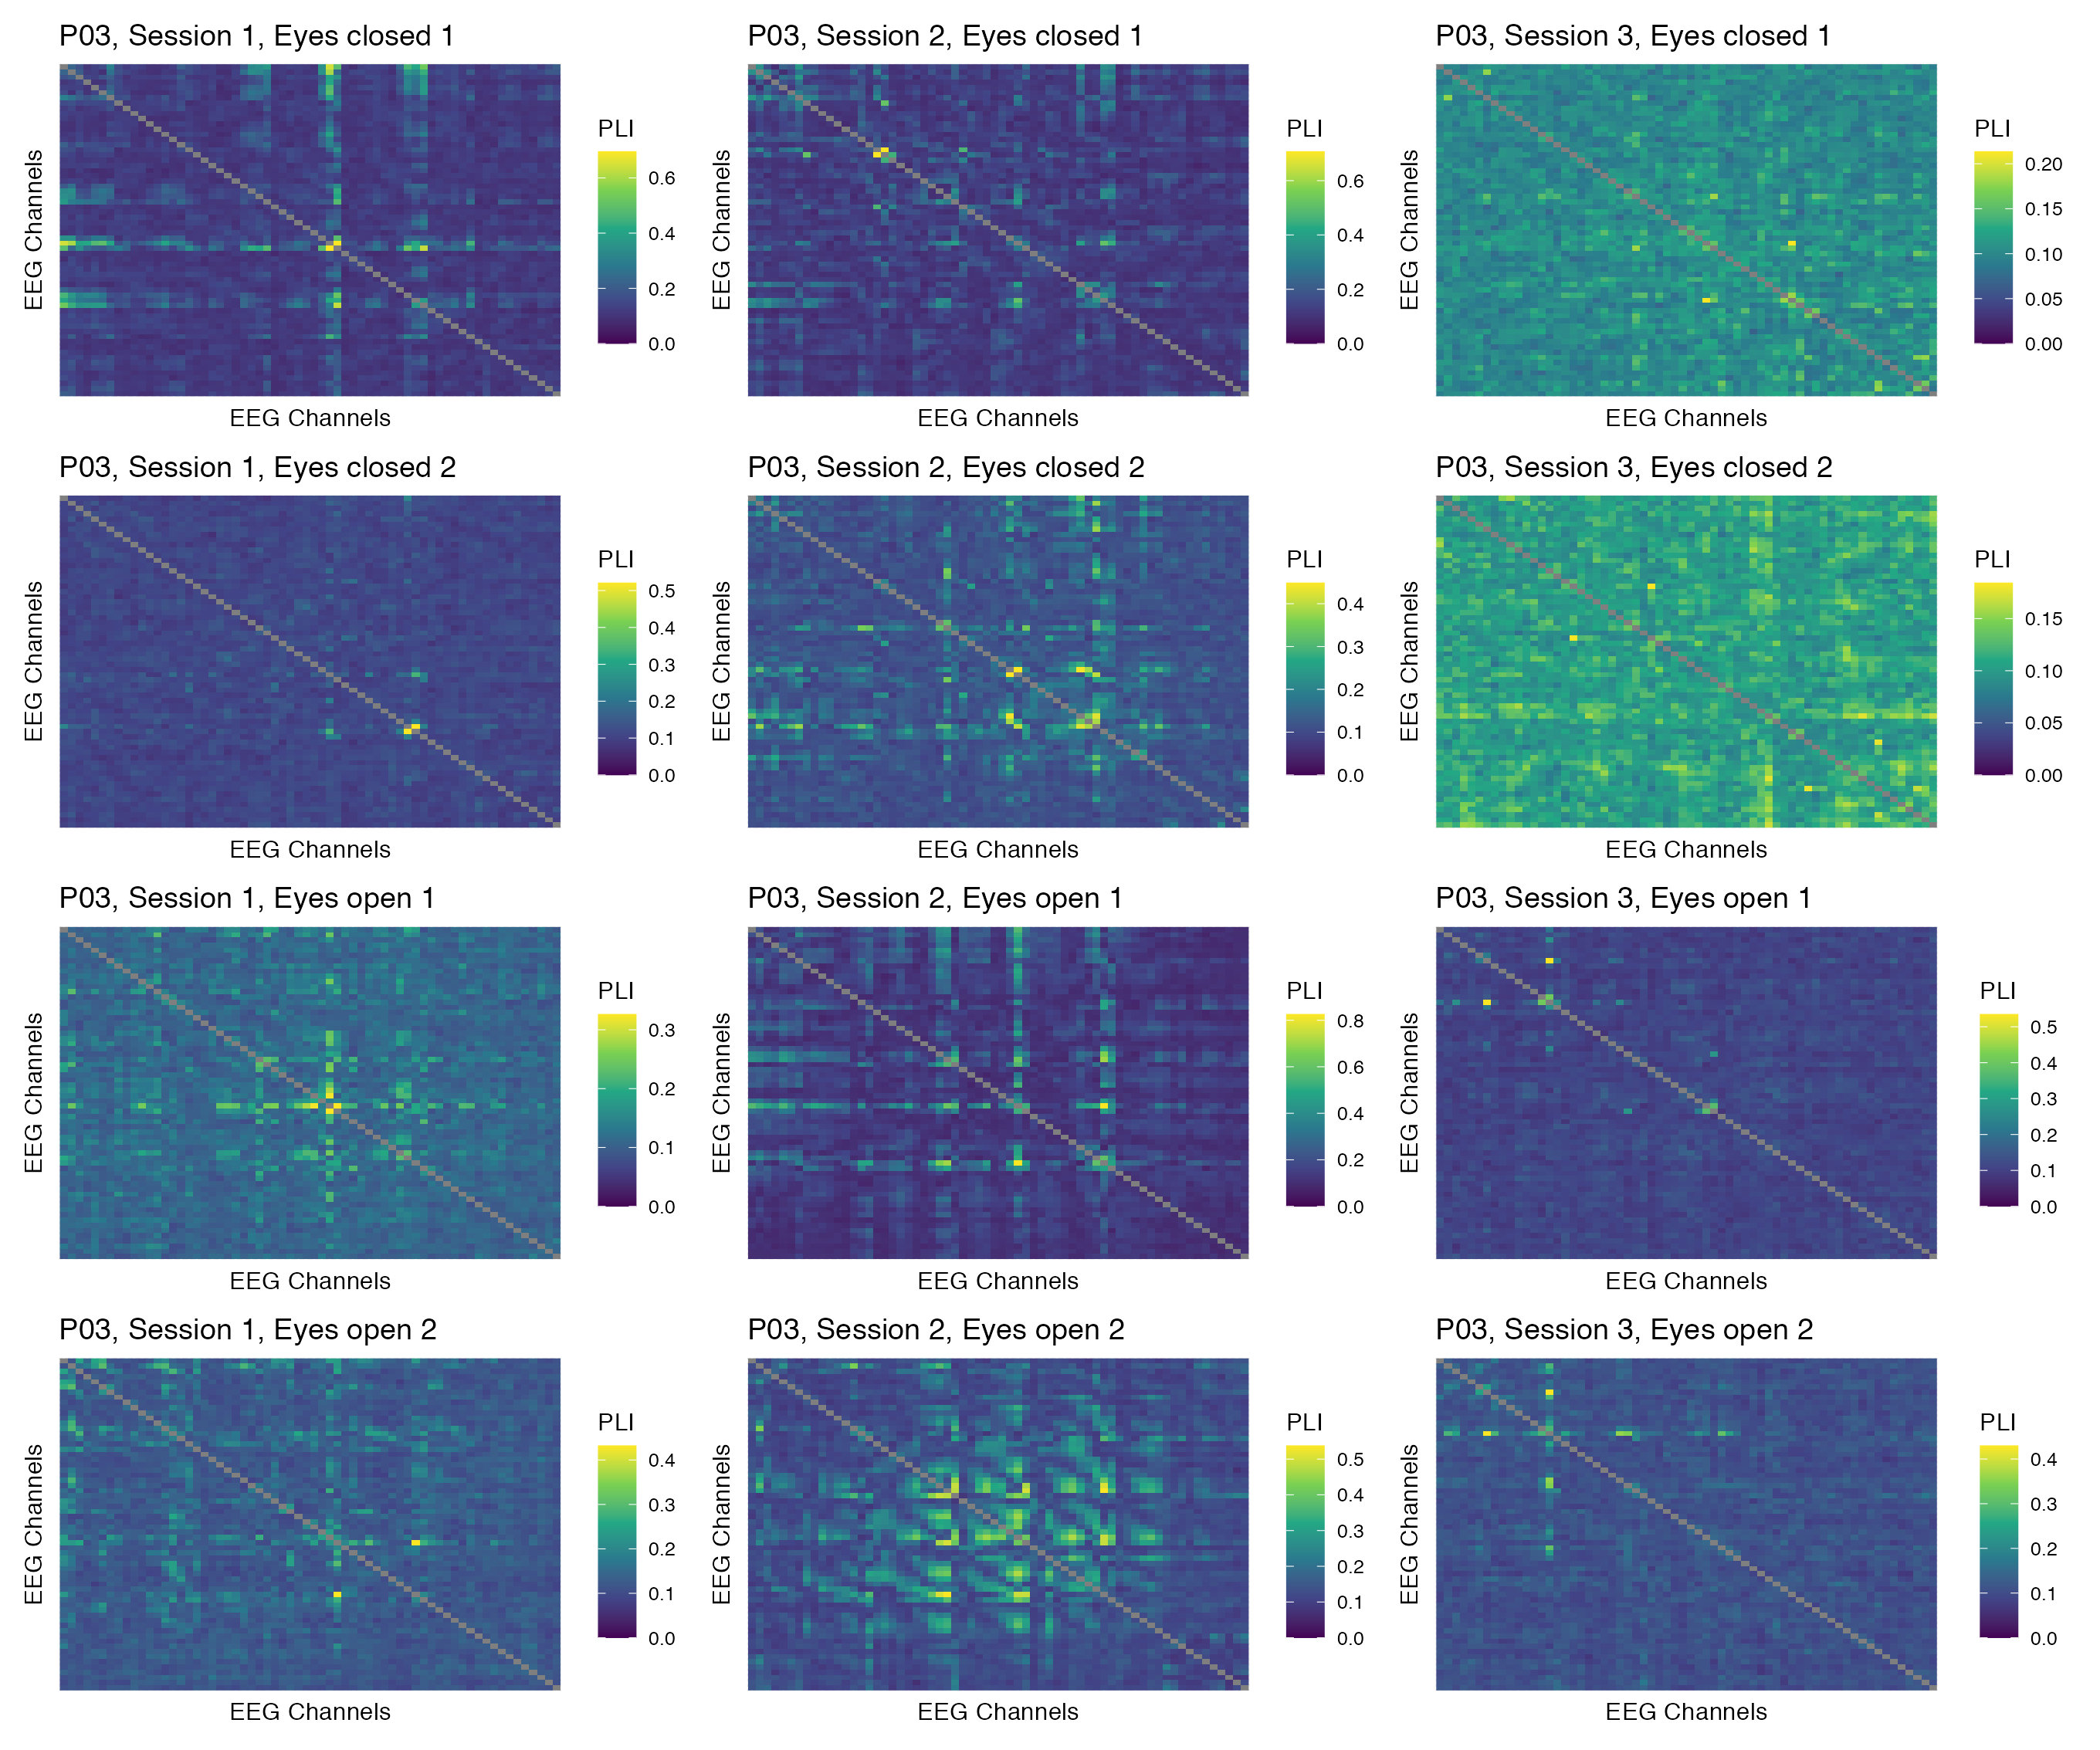 P03, Session 1, Eyes closed 1
EEG Channels
EEG Channels
PLI
0.6
0.4
0.2
0.0
P03, Session 2, Eyes closed 1
EEG Channels
EEG Channels
PLI
0.6
0.4
0.2
0.0
P03, Session 3, Eyes closed 1
EEG Channels
EEG Channels
PLI
0.20
0.15
0.10
0.05
0.00
P03, Session 1, Eyes closed 2
EEG Channels
EEG Channels
PLI
0.5
0.4
0.3
0.2
0.1
0.0
P03, Session 2, Eyes closed 2
EEG Channels
EEG Channels
PLI
0.4
0.3
0.2
0.1
0.0
P03, Session 3, Eyes closed 2
EEG Channels
EEG Channels
PLI
0.15
0.10
0.05
0.00
P03, Session 1, Eyes open 1
EEG Channels
EEG Channels
PLI
0.3
0.2
0.1
0.0
P03, Session 2, Eyes open 1
EEG Channels
EEG Channels
PLI
0.8
0.6
0.4
0.2
0.0
P03, Session 3, Eyes open 1
EEG Channels
EEG Channels
PLI
0.5
0.4
0.3
0.2
0.1
0.0
P03, Session 1, Eyes open 2
EEG Channels
EEG Channels
PLI
0.4
0.3
0.2
0.1
0.0
P03, Session 2, Eyes open 2
EEG Channels
EEG Channels
PLI
0.5
0.4
0.3
0.2
0.1
0.0
P03, Session 3, Eyes open 2
EEG Channels
EEG Channels
PLI
0.4
0.3
0.2
0.1
0.0